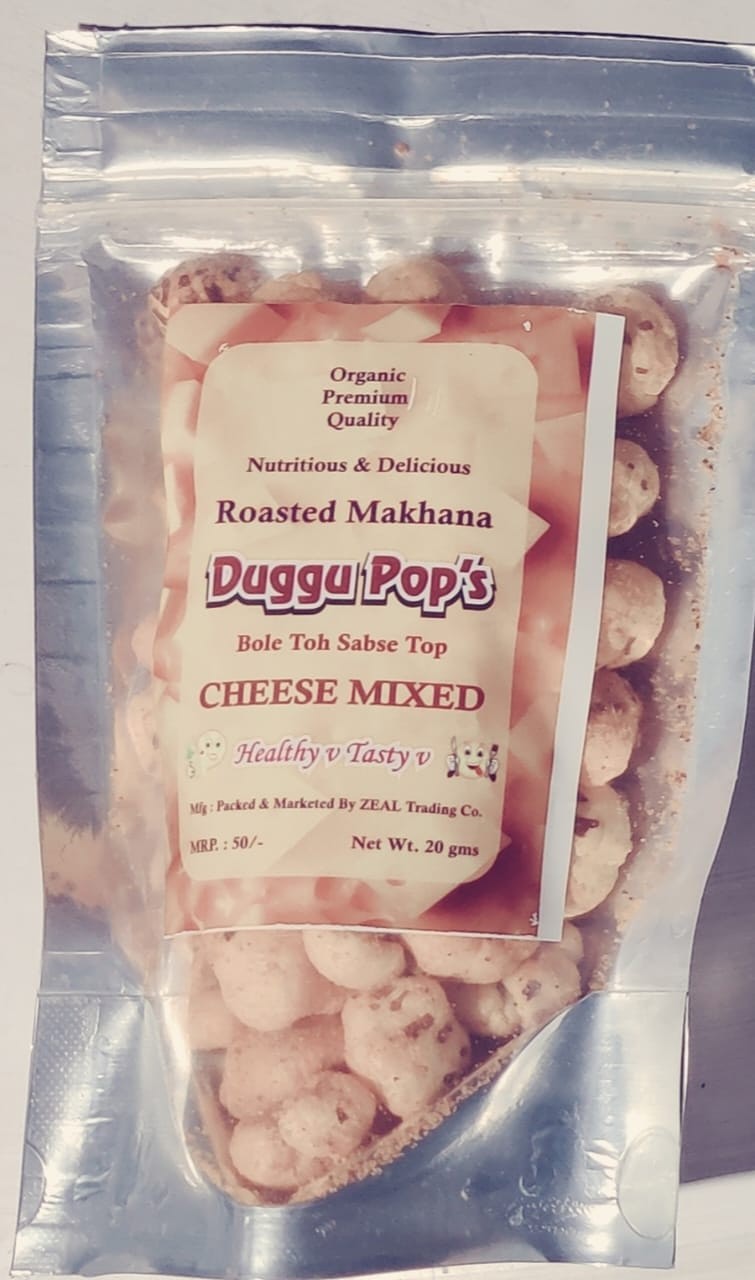 Organic
Premium
Quality
Nutritious & Delicious
Roasted Makhana
Duggu Pop's
Bole Toh Sabse Top
CHEESE MIXED
Healthy v Tasty v
Mfg : Packed & Marketed By ZEAL Trading Co.
MRP. : 50/-
Net Wt. 20 gms